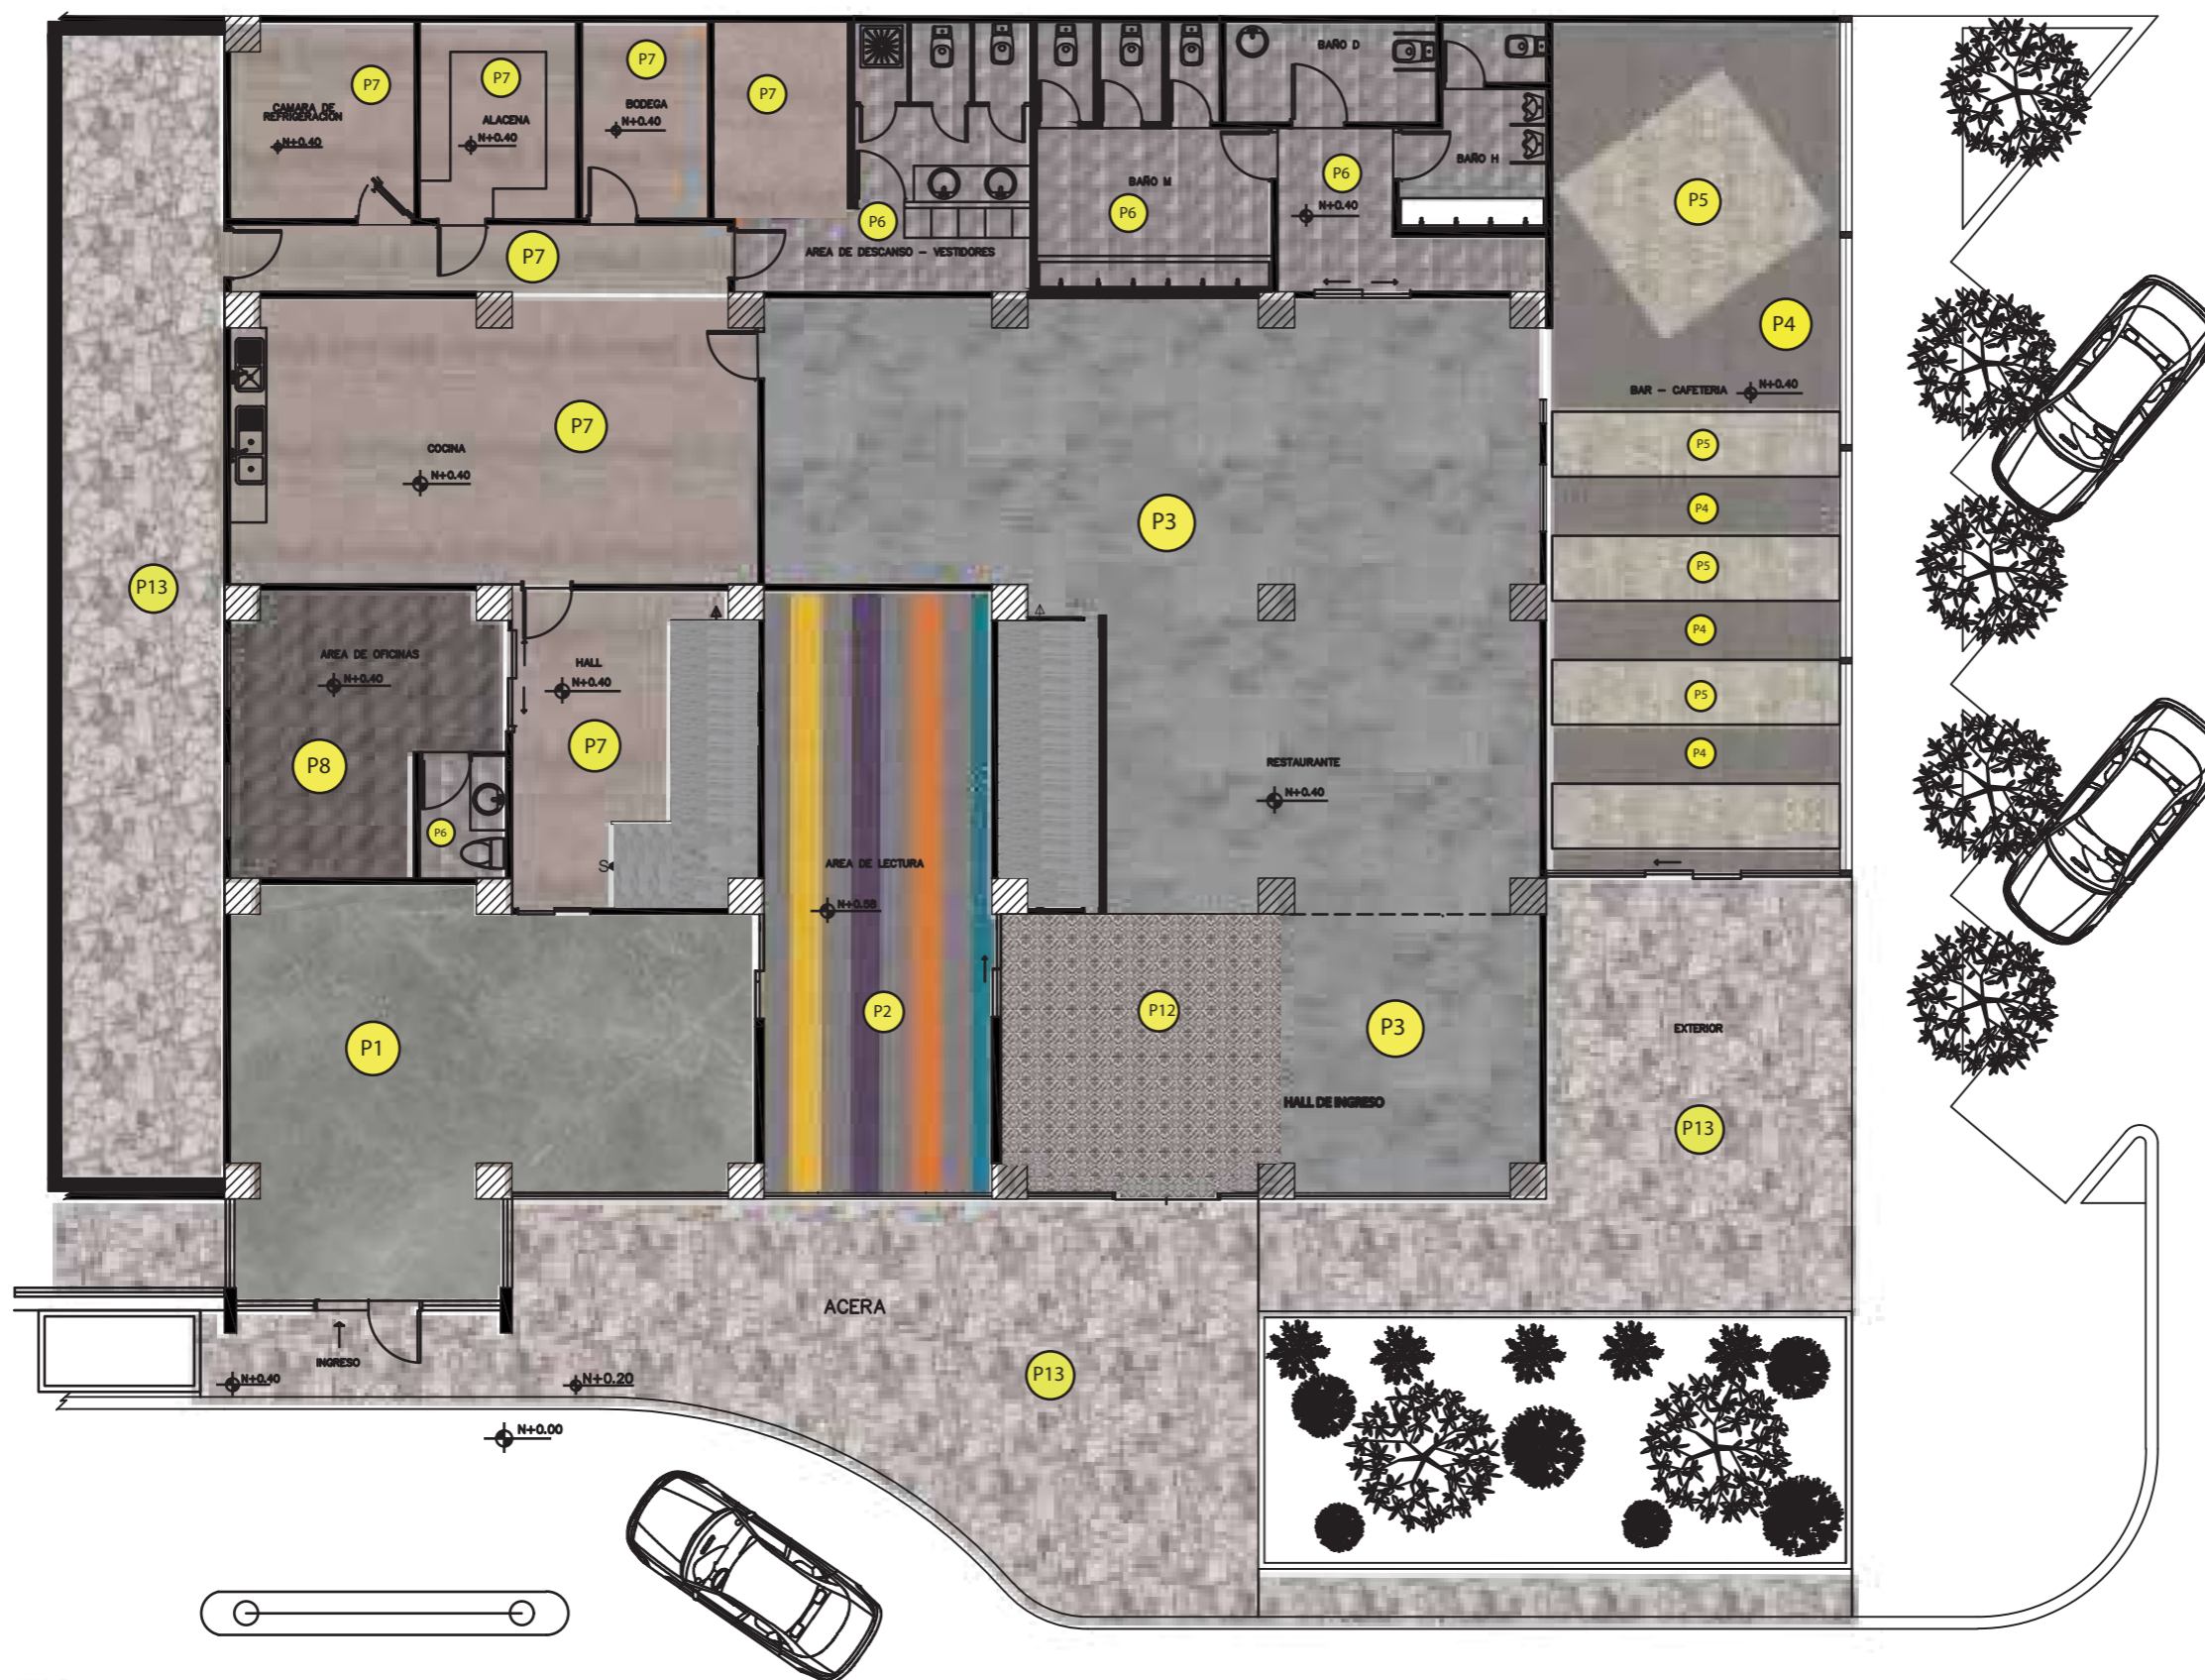 BAÑO D
P7
P7
P7
P7
CAMARA DE
REFRIGERACIÓN
N+0.40
ALACENA
N+0.40
BODEGA
N+0.40
BAÑO H
BAÑO M
P6
P6
P6
N+0.40
P5
AREA DE DESCANSO - VESTIDORES
P7
P4
BAR - CAFETERIA
N+0.40
P7
COCINA
N+0.40
P5
P3
P4
P5
P13
P4
AREA DE OFICINAS
N+0.40
HALL
N+0.40
P5
P7
P8
P4
RESTAURANTE
N+0.40
P6
S
AREA DE LECTURA
N+0.58
P1
P2
P12
P3
EXTERIOR
HALL DE INGRESO
P13
ACERA
INGRESO
N+0.40
N+0.20
P13
N+0.00